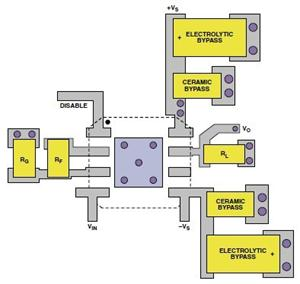 +VS
+ ELECTROLYTIC
BYPASS
CERAMIC
BYPASS
DISABLE
VO
RG
RF
RL
CERAMIC
BYPASS
VIN
−VS
ELECTROLYTIC
BYPASS +